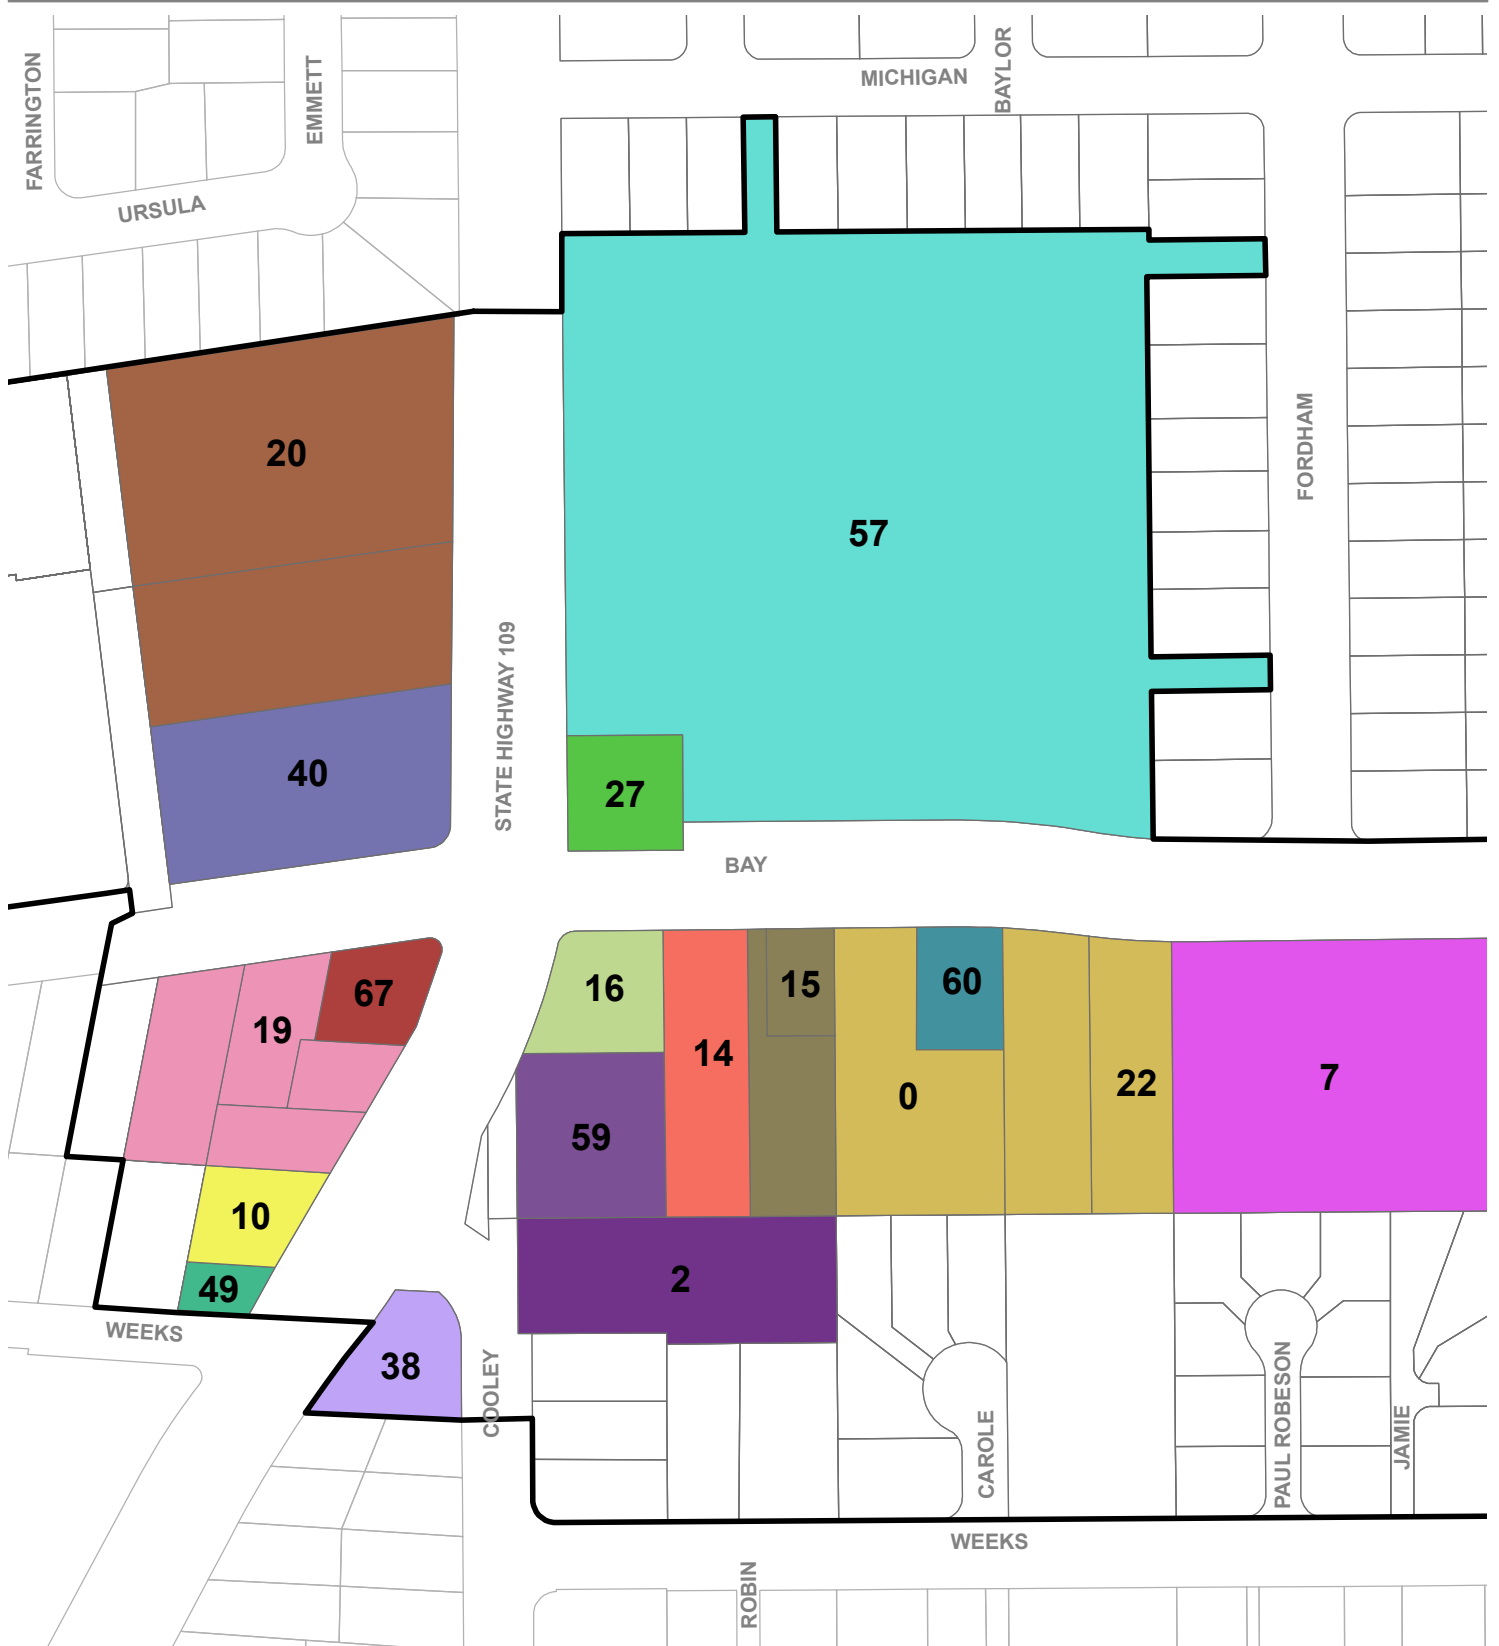 FARRINGTON
EMMETT
MICHIGAN
BAYLOR
URSULA
20
57
FORDHAM
STATE HIGHWAY 109
40
27
BAY
67
19
16
15
60
14
0
22
7
59
10
49
2
WEEKS
38
COOLEY
CAROLE
PAUL ROBESON
JAMIE
WEEKS
ROBIN